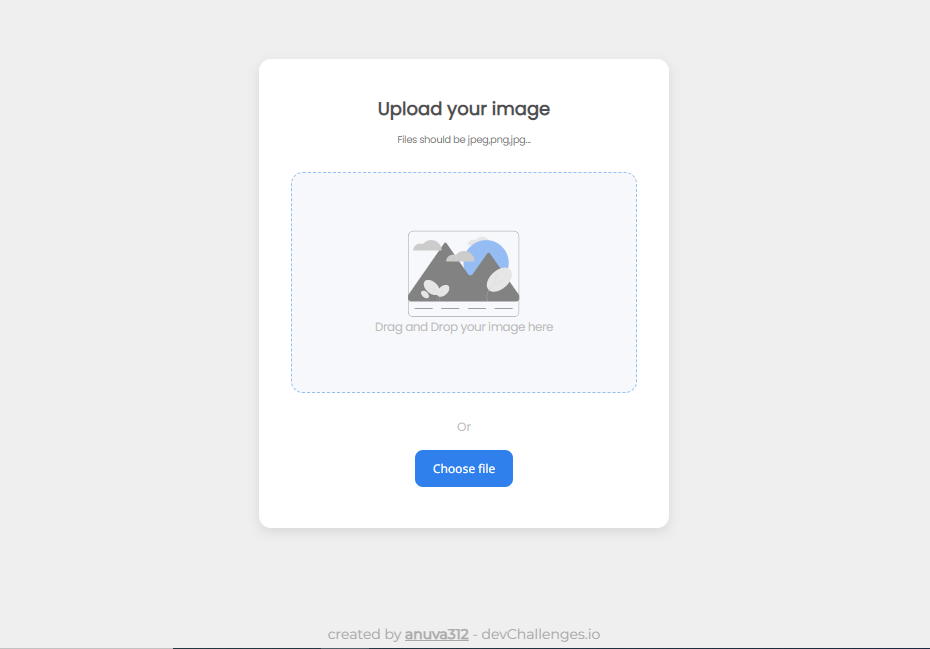 Upload your image
Files should be jpeg,png,jpg...
Drag and Drop your image here
Or
Choose file
created by anuva312 - devChallenges.io